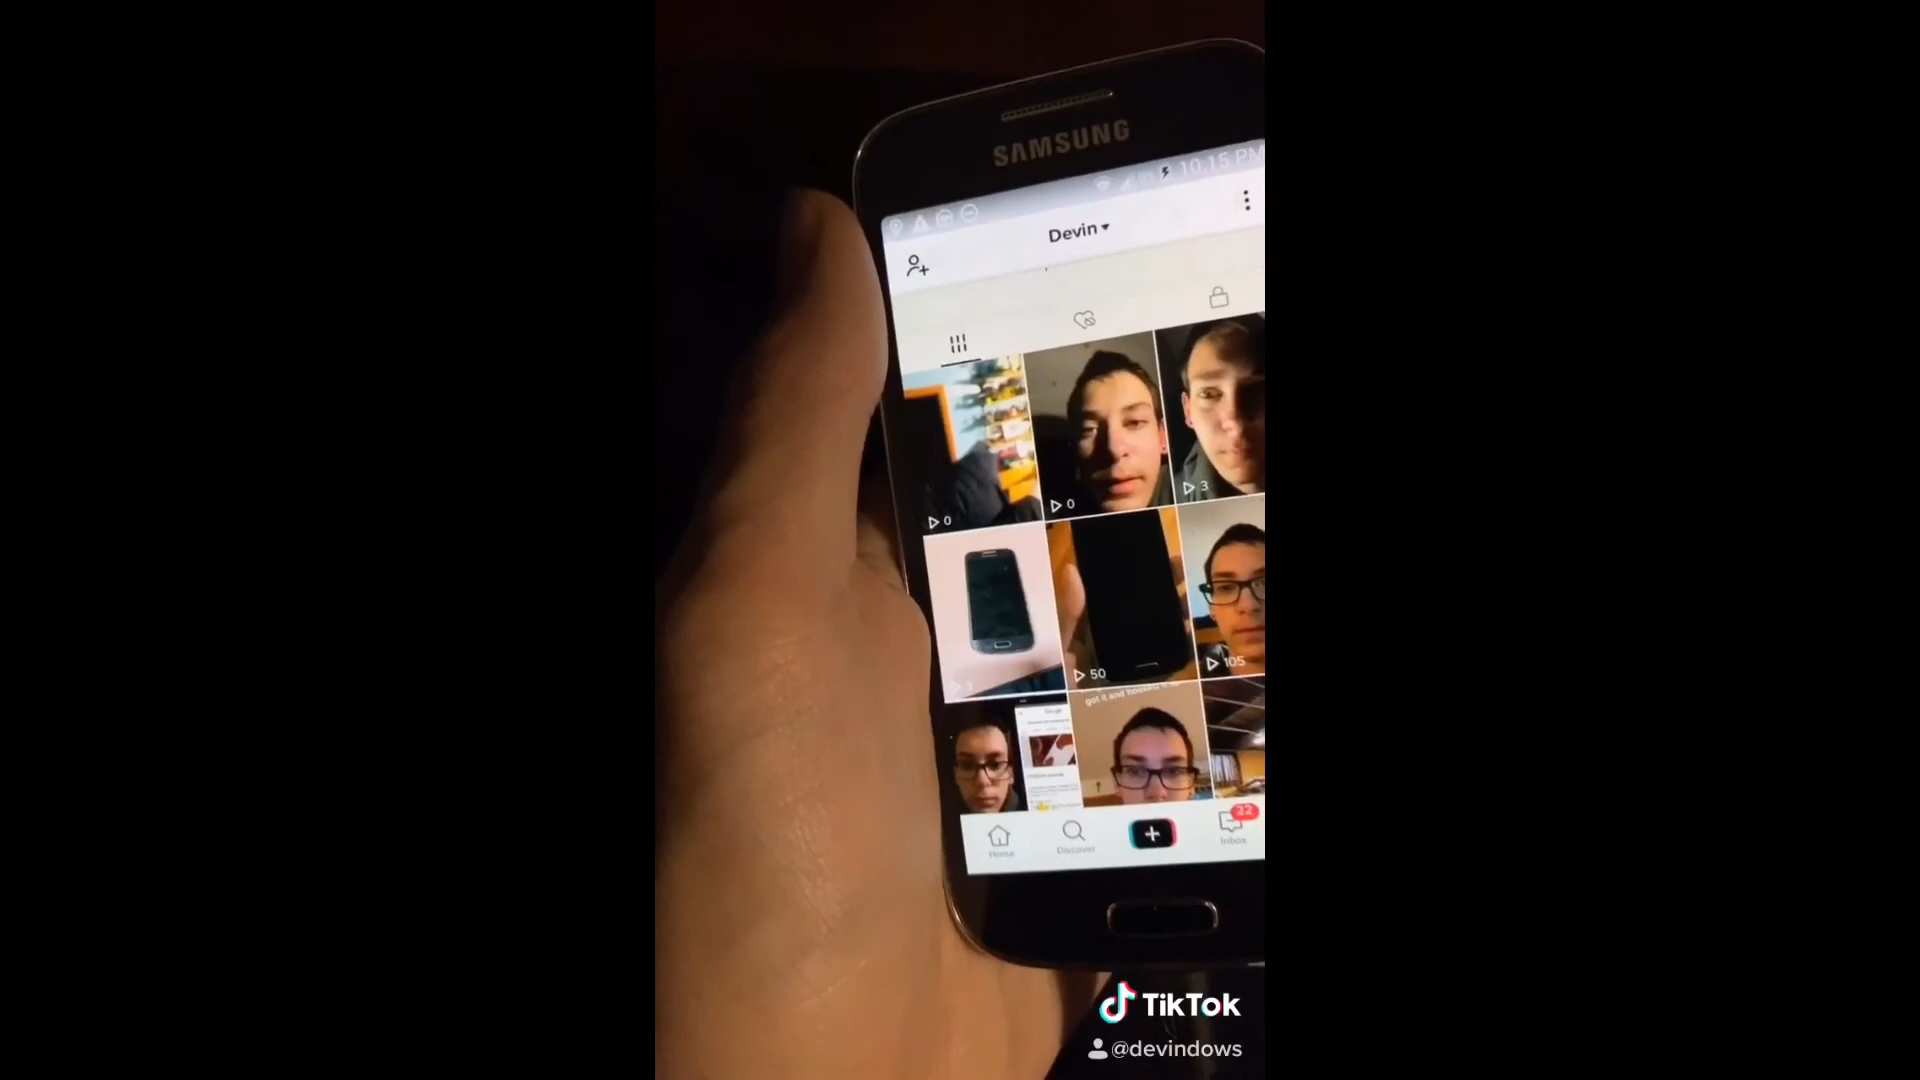 SAMSUNG
10:15 PM
Devin
0
0
3
50
105
got it and
Google
Home
Discover
Inbox
22
TikTok
@devindows